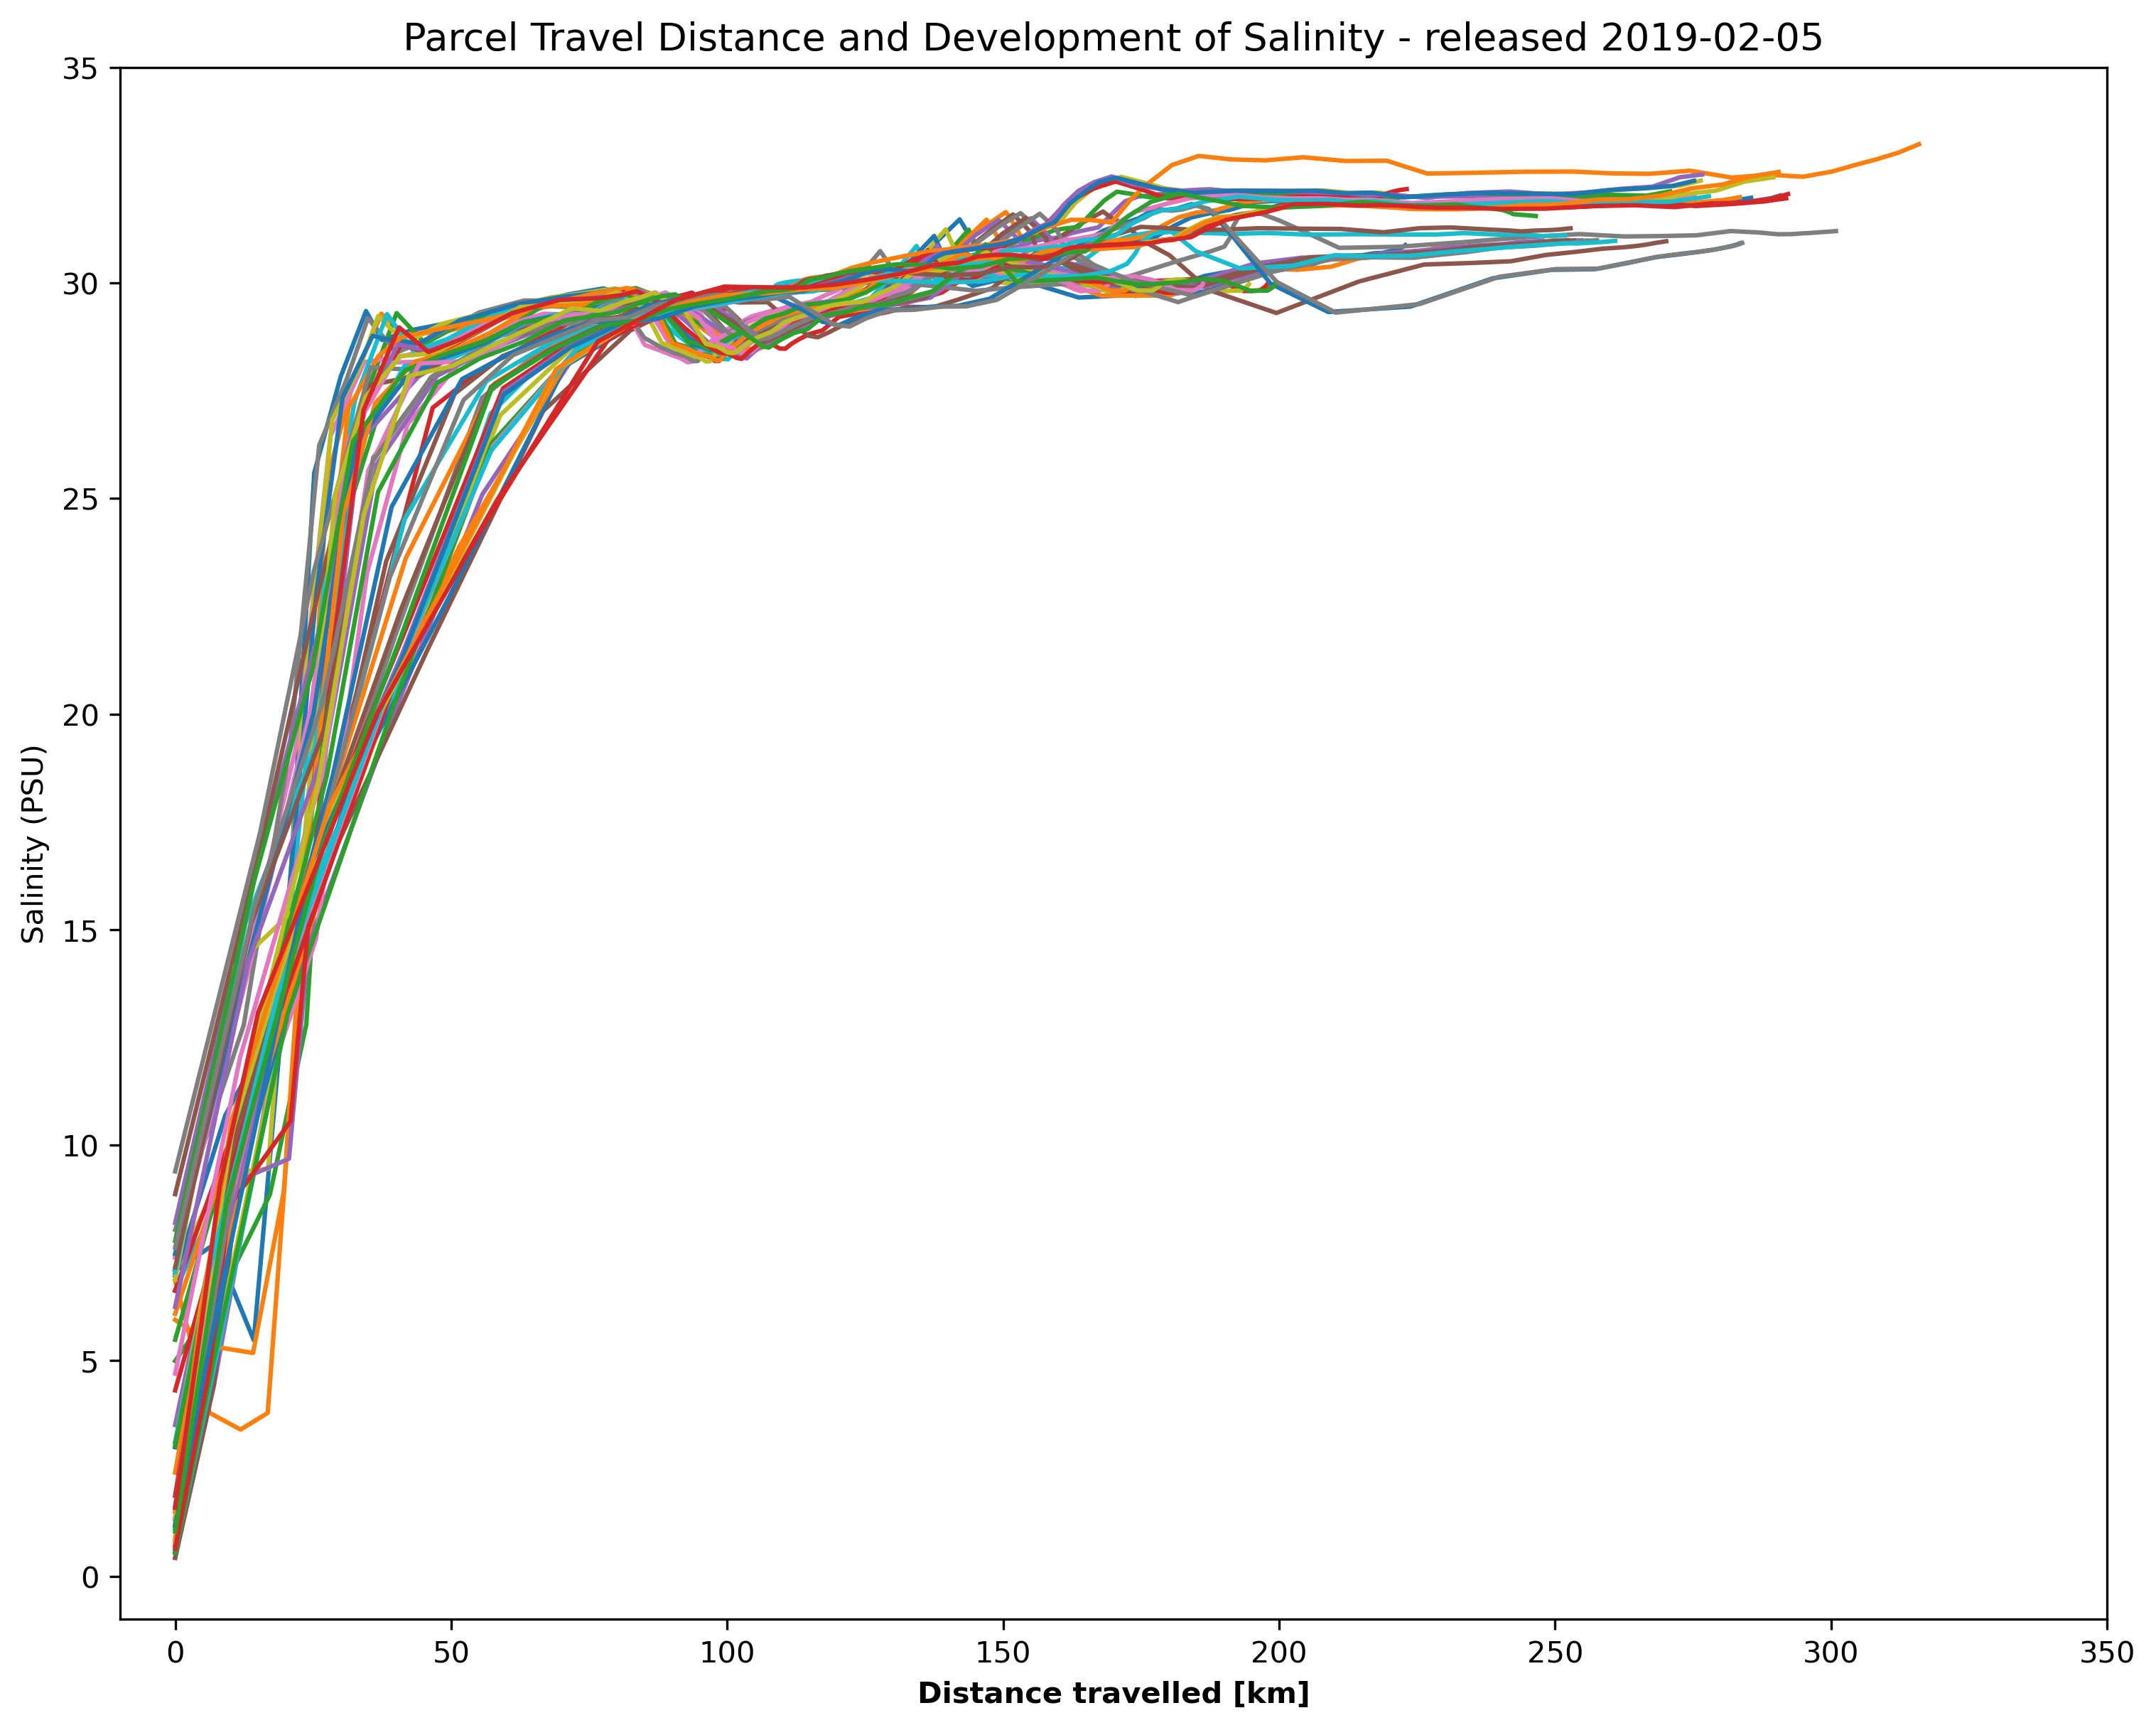 Parcel Travel Distance and Development of Salinity - released 2019-02-05
35
30
25
20
15
10
5
0
Salinity (PSU)
0 50 100 150 200 250 300 350
Distance travelled [km]